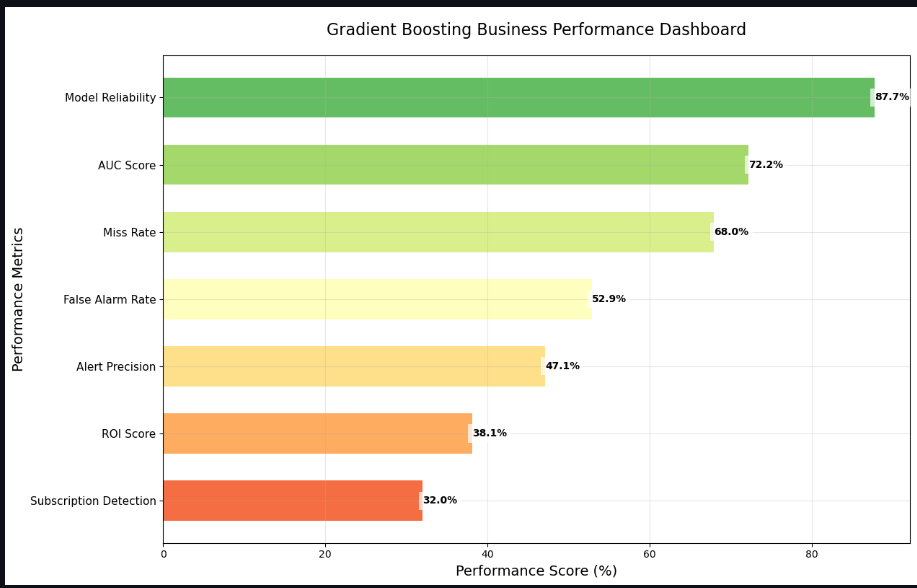 Gradient Boosting Business Performance Dashboard
Performance Metrics
Model Reliability 87.7%
AUC Score 72.2%
Miss Rate 68.0%
False Alarm Rate 52.9%
Alert Precision 47.1%
ROI Score 38.1%
Subscription Detection 32.0%
0 20 40 60 80
Performance Score (%)